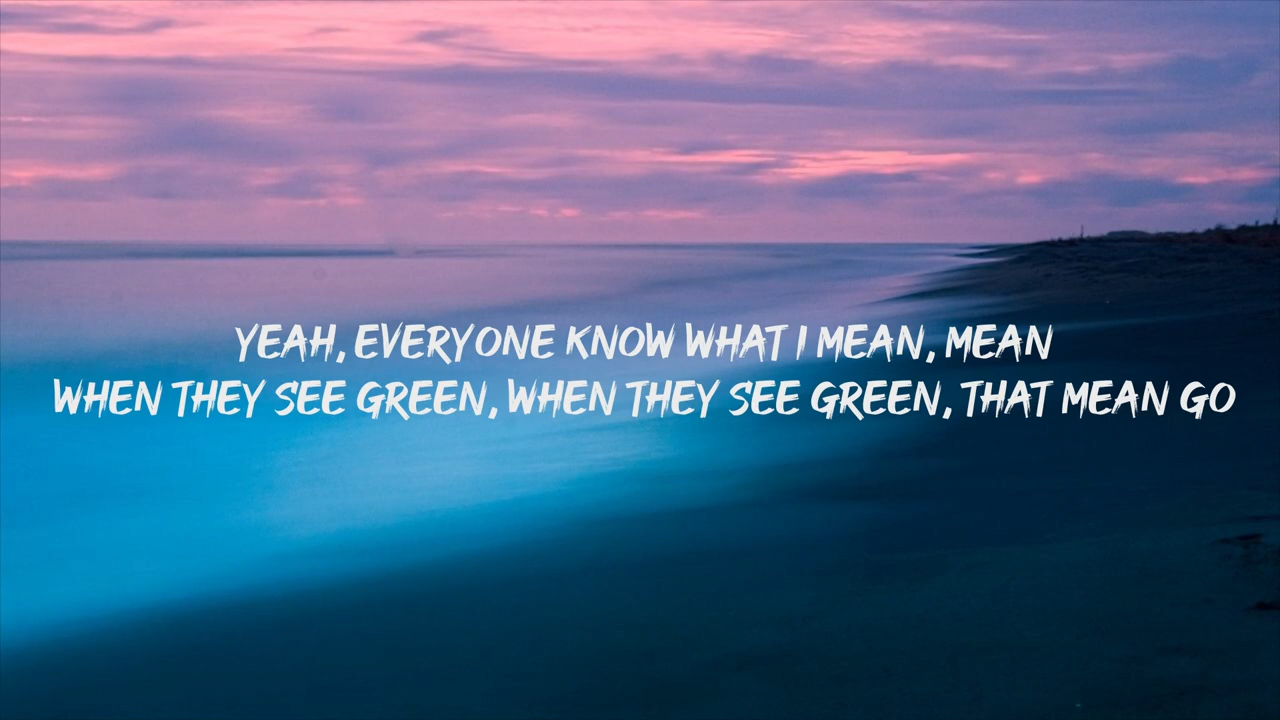 YEAH, EVERYONE KNOW WHAT I MEAN, MEAN
WHEN THEY SEE GREEN, WHEN THEY SEE GREEN, THAT MEAN GO